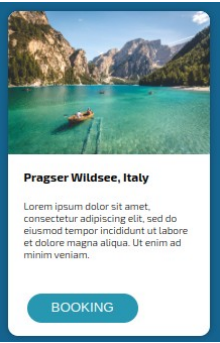 Pragser Wildsee, Italy
Lorem ipsum dolor sit amet,
consectetur adipiscing elit, sed do
eiusmod tempor incididunt ut labore
et dolore magna aliqua. Ut enim ad
minim veniam.
BOOKING